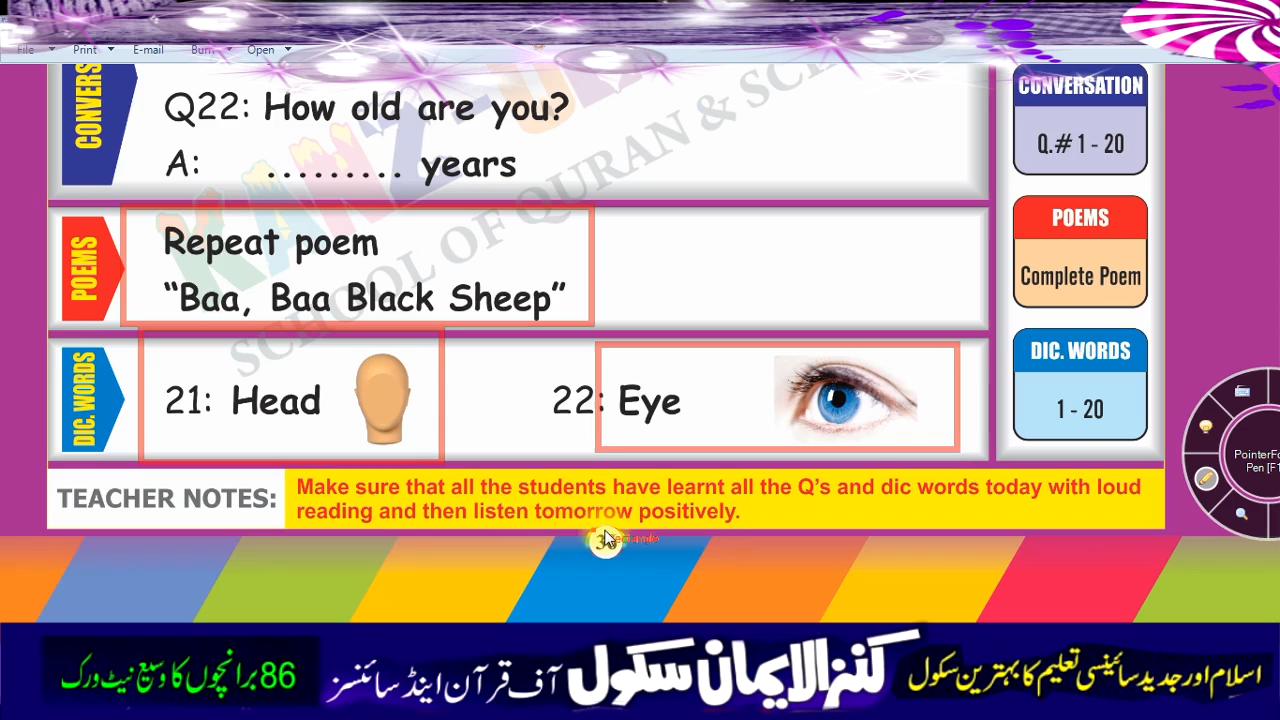 File Print E-mail Burn Open
CONVERS
Q22: How old are you?
A: ......... years
POEMS
Repeat poem
“Baa, Baa Black Sheep”
DIC. WORDS
21: Head
22: Eye
CONVERSATION
Q.# 1 - 20
POEMS
Complete Poem
DIC. WORDS
1 - 20
PointerFo
Pen [F1
TEACHER NOTES:
Make sure that all the students have learnt all the Q's and dic words today with loud
reading and then listen tomorrow positively.
SCHOOL OF QURAN & SC
اسلام اور جدید سائینسی تعلیم کا بہترین سکول
کنزالایمان سکول آف قرآن اینڈ سائنسز
86 برانچوں کا وسیع نیٹ ورک